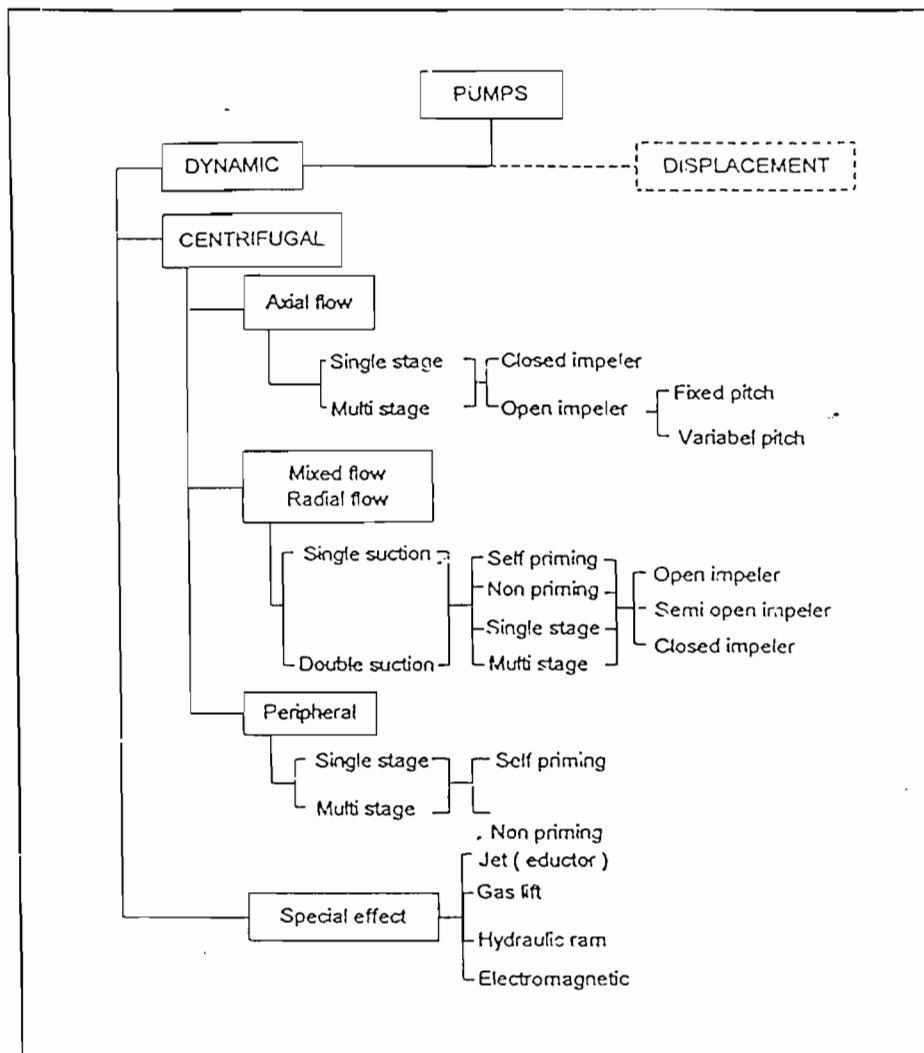 PUMPS
DYNAMIC
DISPLACEMENT
CENTRIFUGAL
Axial flow
Single stage
Closed impeler
Multi stage
Open impeler
Fixed pitch
Variabel pitch
Mixed flow
Radial flow
Single suction
Self priming
Non priming
Open impeler
Semi open impeler
Single stage
Closed impeler
Double suction
Multi stage
Peripheral
Single stage
Self priming
Multi stage
Non priming
Jet ( eductor )
Gas lift
Special effect
Hydraulic ram
Electromagnetic